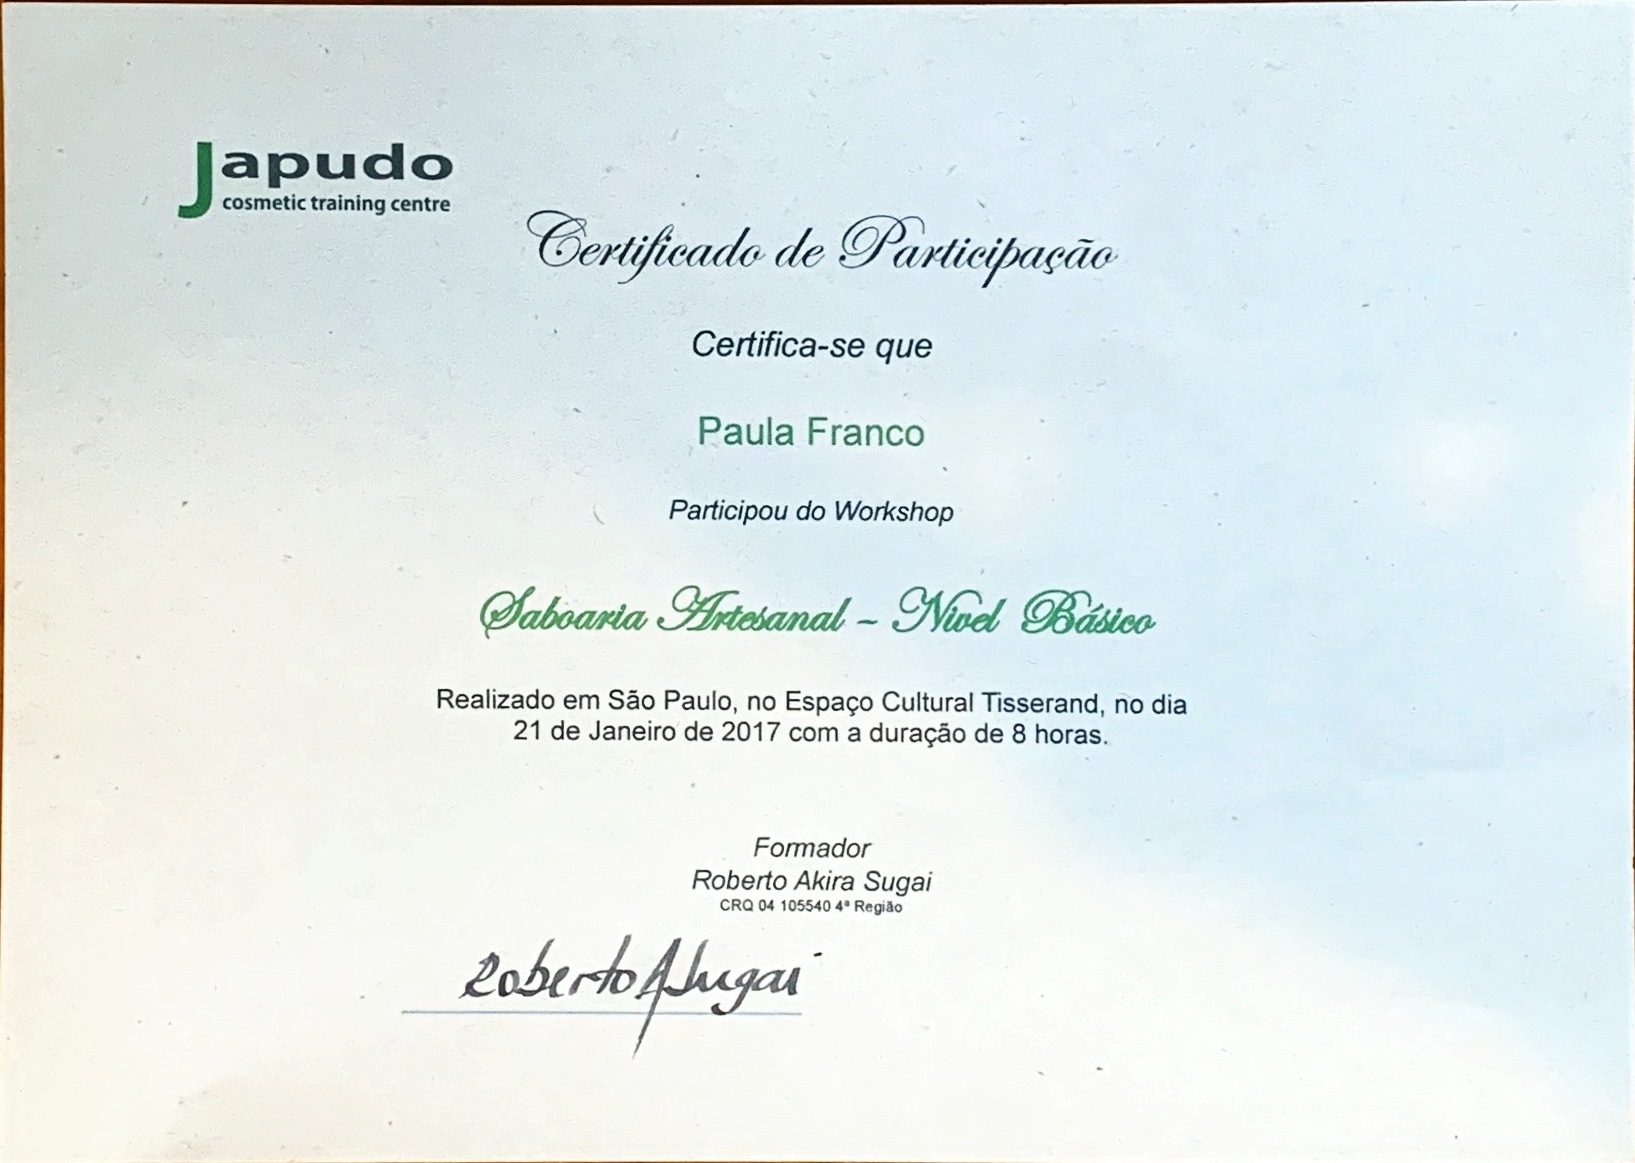 Japudo
cosmetic training centre
Certificado de Participação
Certifica-se que
Paula Franco
Participou do Workshop
Saboaria Artesanal - Nivel Básico
Realizado em São Paulo, no Espaço Cultural Tisserand, no dia
21 de Janeiro de 2017 com a duração de 8 horas.
Formador
Roberto Akira Sugai
CRQ 04 105540 4ª Região
Roberto A Sugai